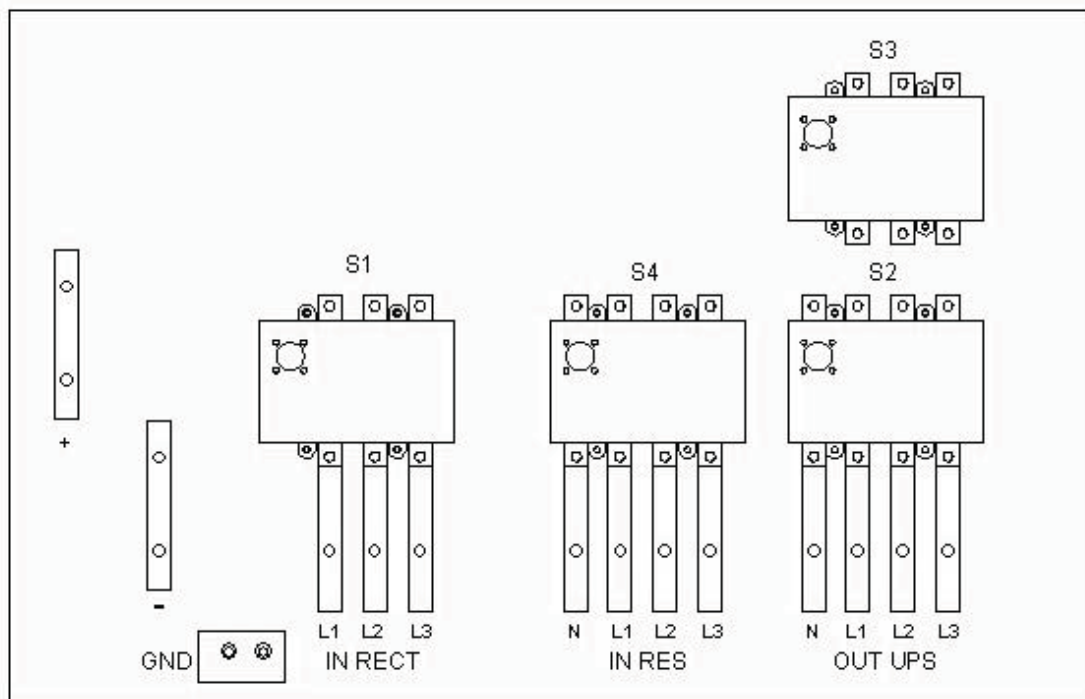 S3
S1 S4 S2
+
-
L1 L2 L3 N L1 L2 L3 N L1 L2 L3
GND IN RECT IN RES OUT UPS